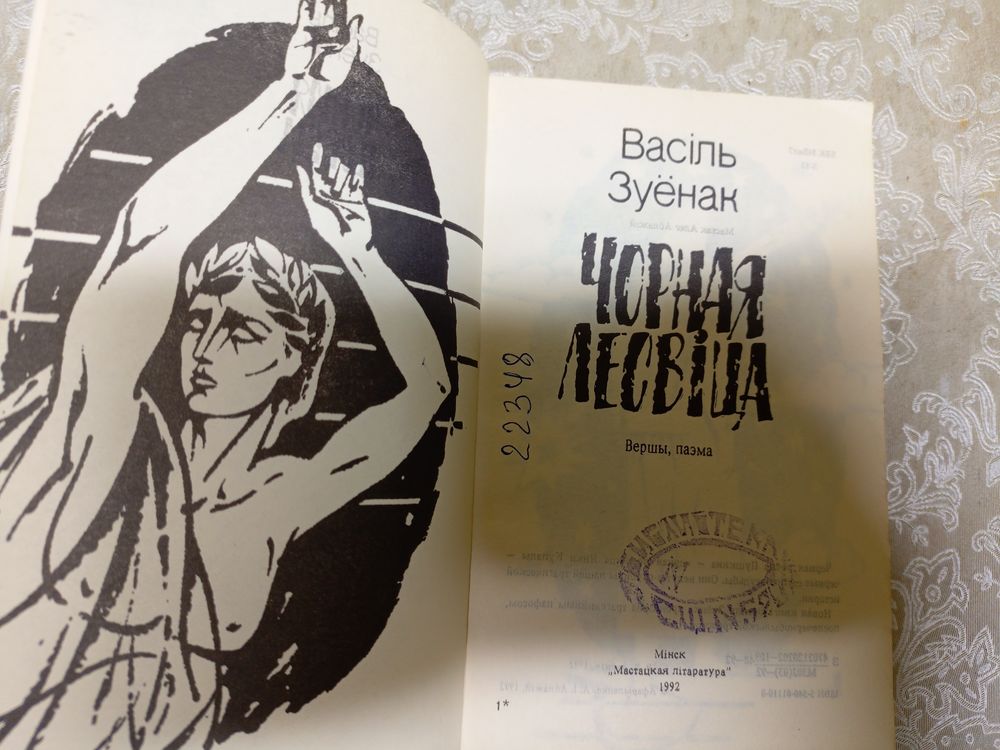 Васіль
Зуёнак
ЧОРНАЯ
ЛЕСВІЦА
22348
Вершы, паэма
БИБЛИОТЕКА
Мінск
„Мастацкая літаратура"
1992
1*